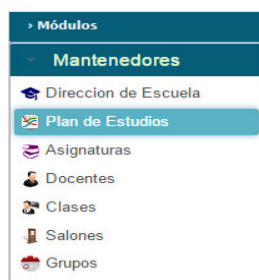 › Módulos
Mantenedores
Direccion de Escuela
Plan de Estudios
Asignaturas
Docentes
Clases
Salones
Grupos